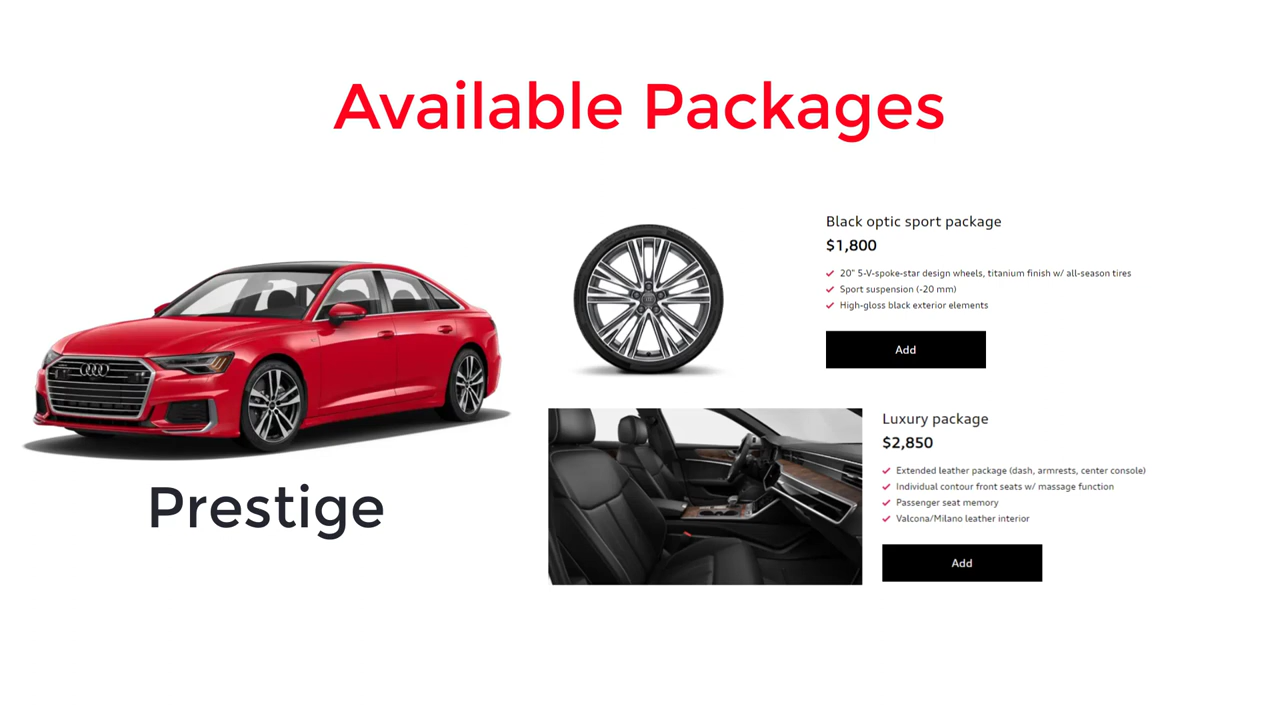 Available Packages
Prestige
Black optic sport package
$1,800
20" 5-V-spoke-star design wheels, titanium finish w/ all-season tires
Sport suspension (-20 mm)
High-gloss black exterior elements
Add
Luxury package
$2,850
Extended leather package (dash, armrests, center console)
Individual contour front seats w/ massage function
Passenger seat memory
Valcona/Milano leather interior
Add